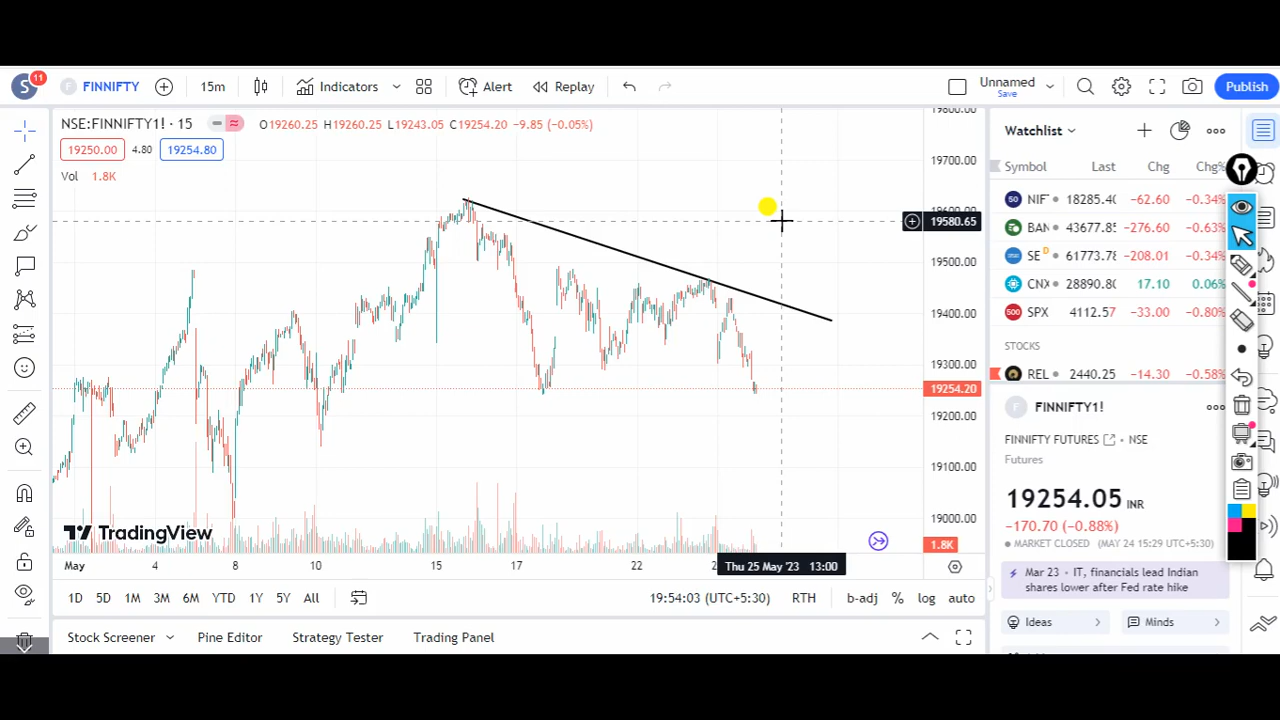 S 11 F FINNIFTY 15m Indicators Alert Replay Unnamed Save Publish
NSE:FINNIFTY1! · 15 O19260.25 H19260.25 L19243.05 C19254.20 -9.85 (-0.05%)
19250.00 4.80 19254.80
Vol 1.8K
19700.00
19580.65
19500.00
19400.00
19300.00
19254.20
19200.00
19100.00
19000.00
1.8K
TradingView
May 4 8 10 15 17 22 Thu 25 May '23 13:00
1D 5D 1M 3M 6M YTD 1Y 5Y All 19:54:03 (UTC+5:30) RTH b-adj % log auto
Stock Screener Pine Editor Strategy Tester Trading Panel
Watchlist
Symbol Last Chg Chg%
50 NIF 18285.40 -62.60 -0.34%
BAN 43677.85 -276.60 -0.63%
SE D 61773.78 -208.01 -0.34%
CNX 28890.80 17.10 0.06%
500 SPX 4112.57 -33.00 -0.80%
STOCKS
REL 2440.25 -14.30 -0.58%
F FINNIFTY1!
FINNIFTY FUTURES · NSE
Futures
19254.05 INR
-170.70 (-0.88%)
MARKET CLOSED (MAY 24 15:29 UTC+5:30)
Mar 23 · IT, financials lead Indian
shares lower after Fed rate hike
Ideas Minds